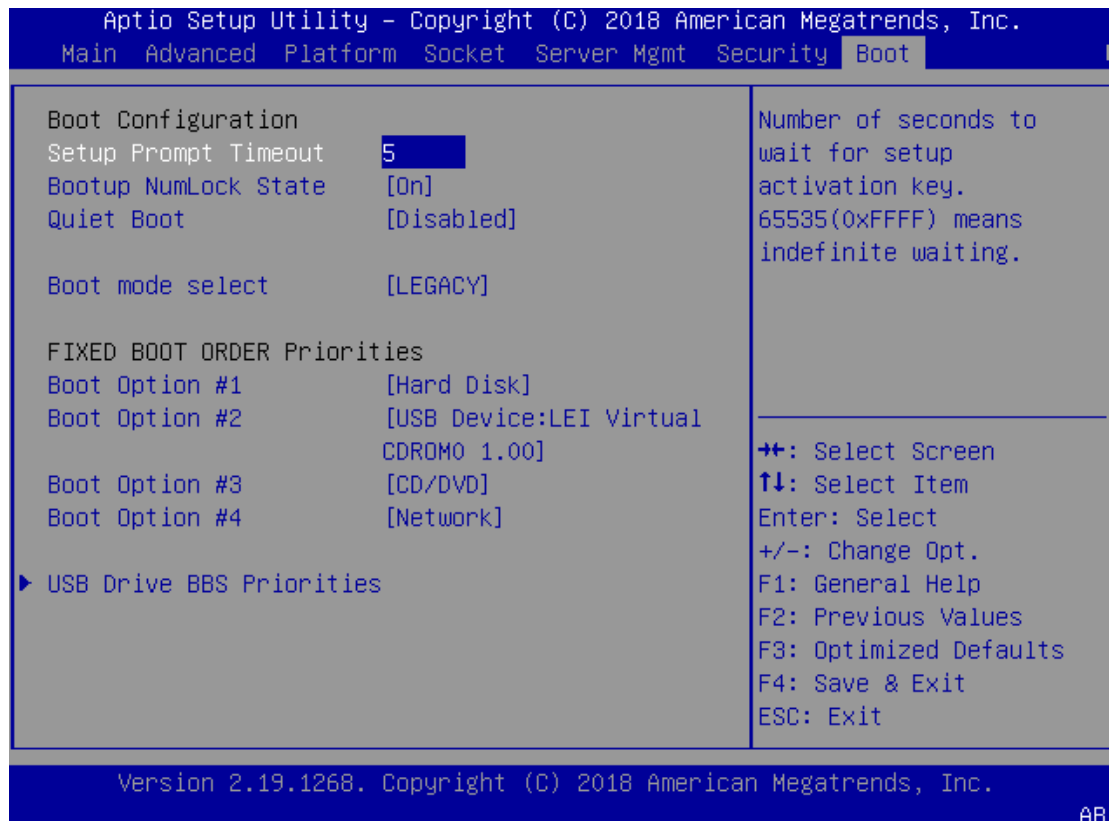 Aptio Setup Utility – Copyright (C) 2018 American Megatrends, Inc.
Main Advanced Platform Socket Server Mgmt Security Boot
Boot Configuration
Setup Prompt Timeout 5
Bootup NumLock State [On]
Quiet Boot [Disabled]
Boot mode select [LEGACY]
FIXED BOOT ORDER Priorities
Boot Option #1 [Hard Disk]
Boot Option #2 [USB Device:LEI Virtual
CDROM0 1.00]
Boot Option #3 [CD/DVD]
Boot Option #4 [Network]
USB Drive BBS Priorities
Number of seconds to
wait for setup
activation key.
65535(0xFFFF) means
indefinite waiting.
→←: Select Screen
↑↓: Select Item
Enter: Select
+/-: Change Opt.
F1: General Help
F2: Previous Values
F3: Optimized Defaults
F4: Save & Exit
ESC: Exit
Version 2.19.1268. Copyright (C) 2018 American Megatrends, Inc.
AB